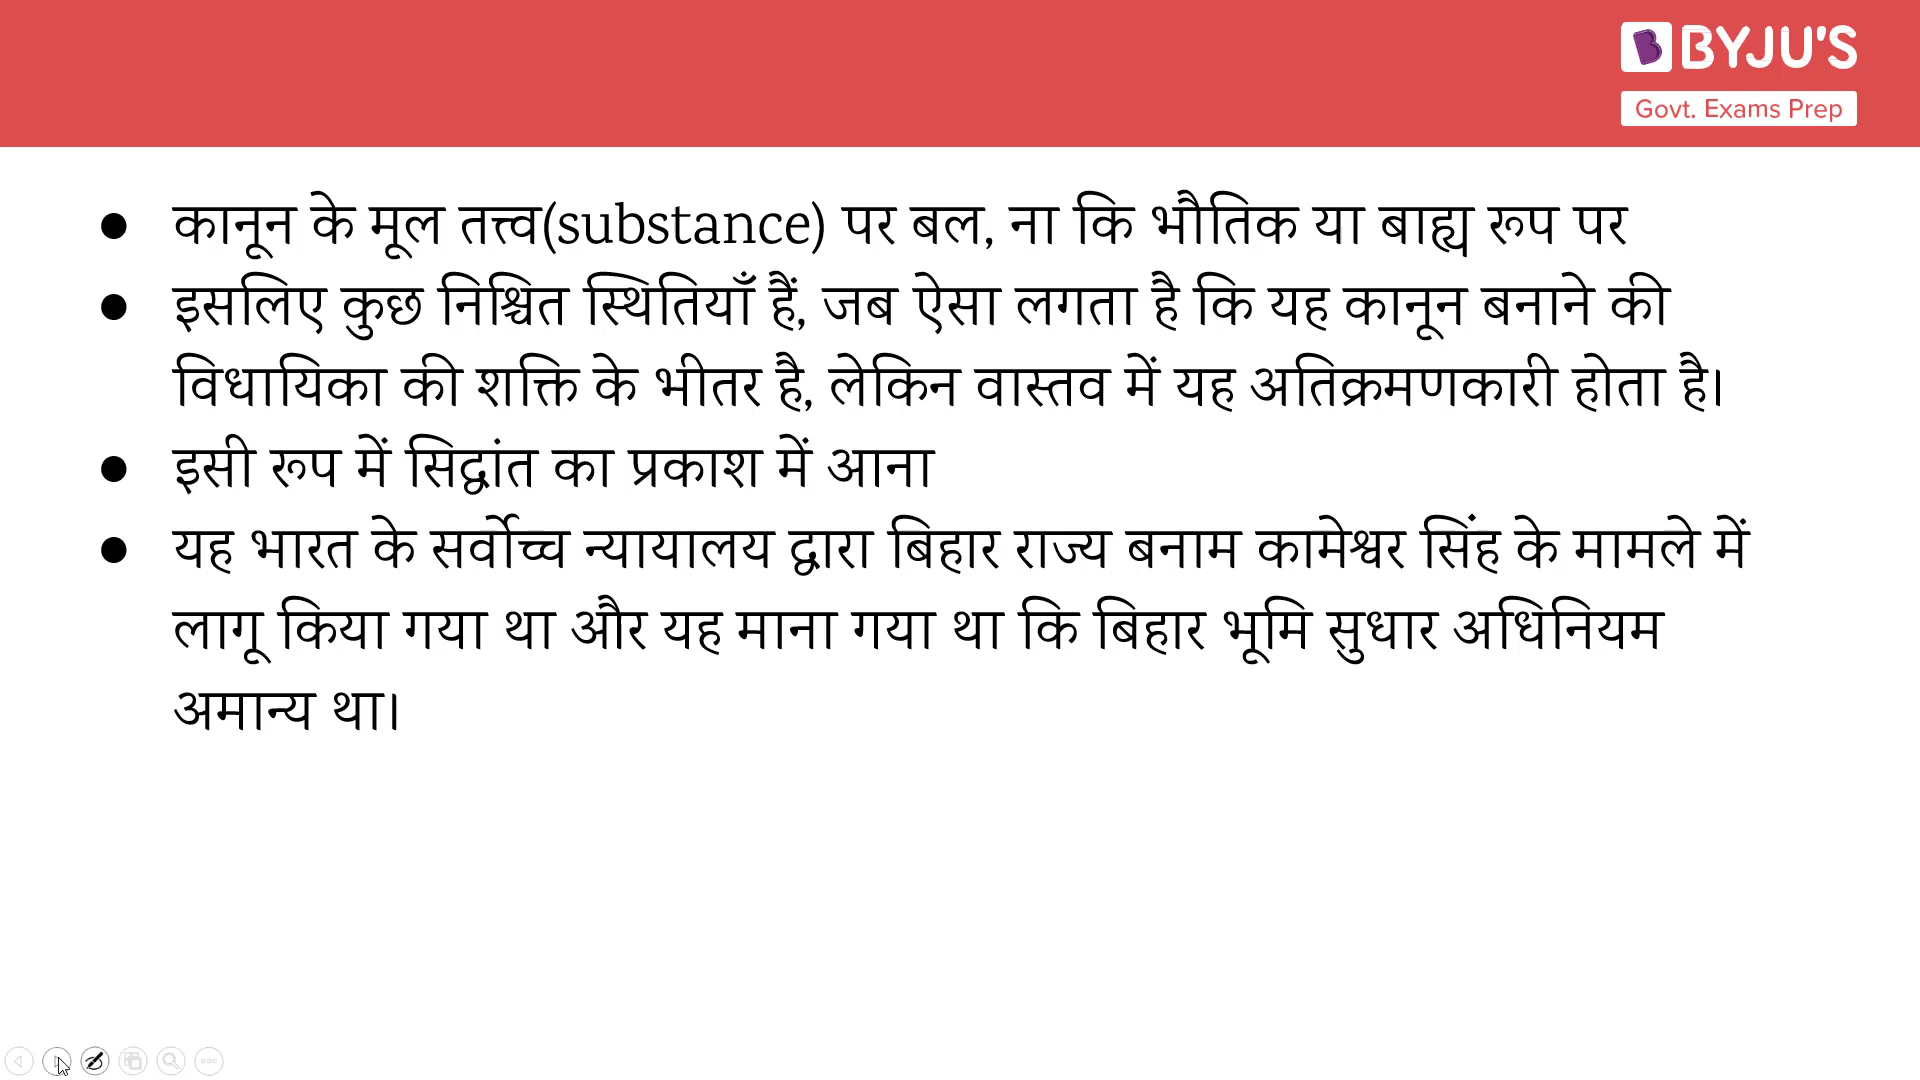 BYJU'S
Govt. Exams Prep
● कानून के मूल तत्त्व(substance) पर बल, ना कि भौतिक या बाह्य रूप पर
● इसलिए कुछ निश्चित स्थितियाँ हैं, जब ऐसा लगता है कि यह कानून बनाने की
विधायिका की शक्ति के भीतर है, लेकिन वास्तव में यह अतिक्रमणकारी होता है।
● इसी रूप में सिद्वांत का प्रकाश में आना
● यह भारत के सर्वोच्च न्यायालय द्वारा बिहार राज्य बनाम कामेश्वर सिंह के मामले में
लागू किया गया था और यह माना गया था कि बिहार भूमि सुधार अधिनियम
अमान्य था।